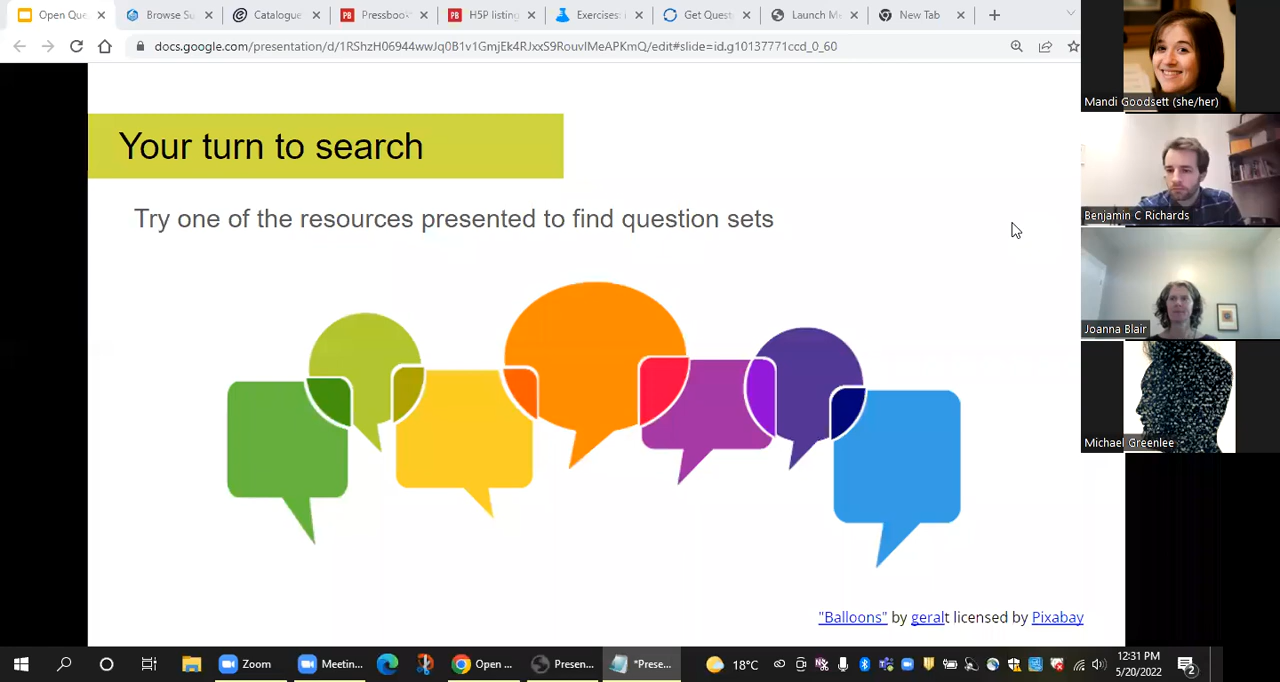 Open Que
Browse Su
Catalogue
Pressbook
H5P listing
Exercises:
Get Quest
Launch Me
New Tab
docs.google.com/presentation/d/1RShzH06944wwJq0B1v1GmjEk4RJxxS9RouvIMeAPKmQ/edit#slide=id.g10137771ccd_0_60
Your turn to search
Try one of the resources presented to find question sets
"Balloons" by geralt licensed by Pixabay
Mandi Goodsett (she/her)
Benjamin C Richards
Joanna Blair
Michael Greenlee
Zoom
Meetin...
Open ...
Presen...
*Prese...
18°C
12:31 PM
5/20/2022
2